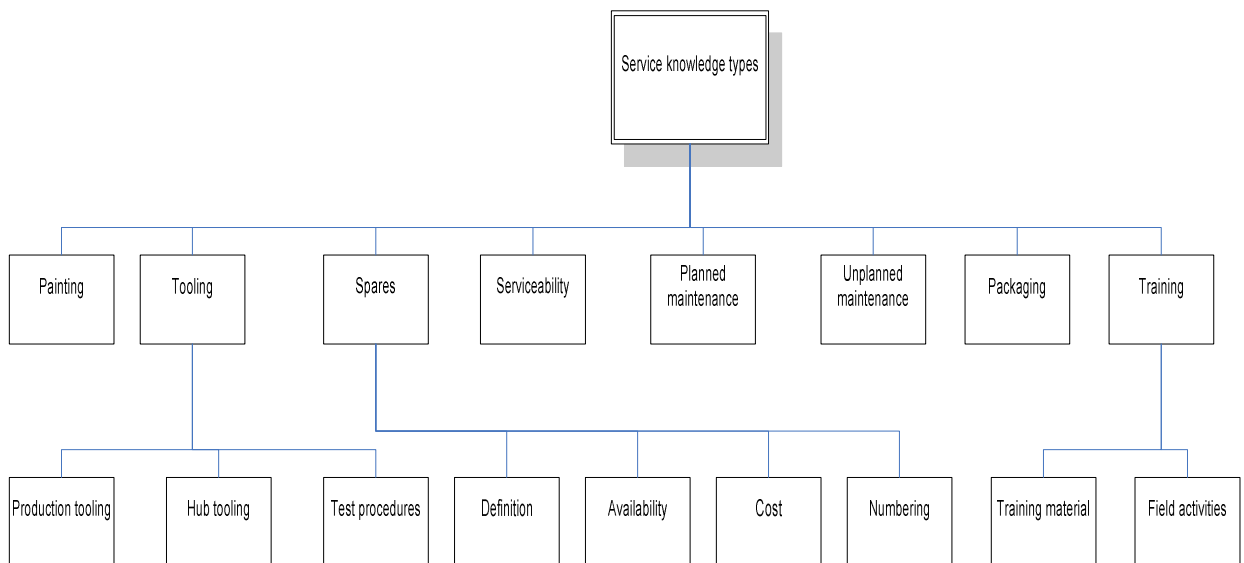 Service knowledge types
Painting
Tooling
Spares
Serviceability
Planned
maintenance
Unplanned
maintenance
Packaging
Training
Production tooling
Hub tooling
Test procedures
Definition
Availability
Cost
Numbering
Training material
Field activities